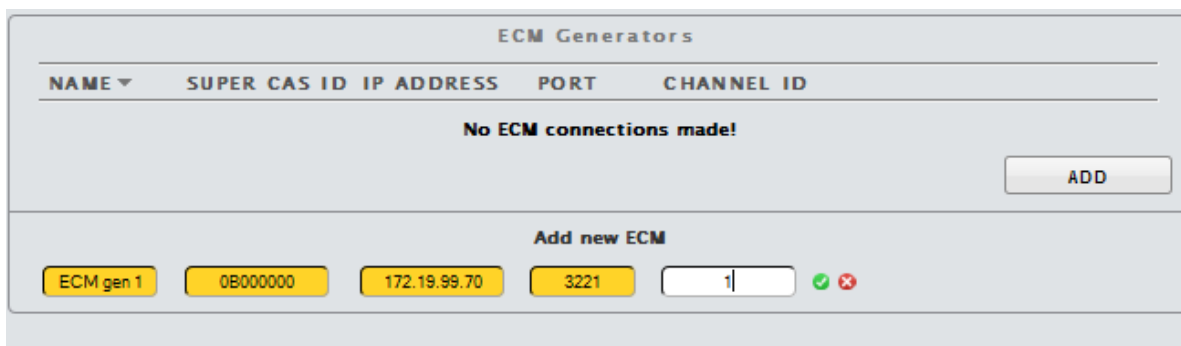 ECM Generators
NAME SUPER CAS ID IP ADDRESS PORT CHANNEL ID
No ECM connections made!
ADD
Add new ECM
ECM gen 1 0B000000 172.19.99.70 3221 1